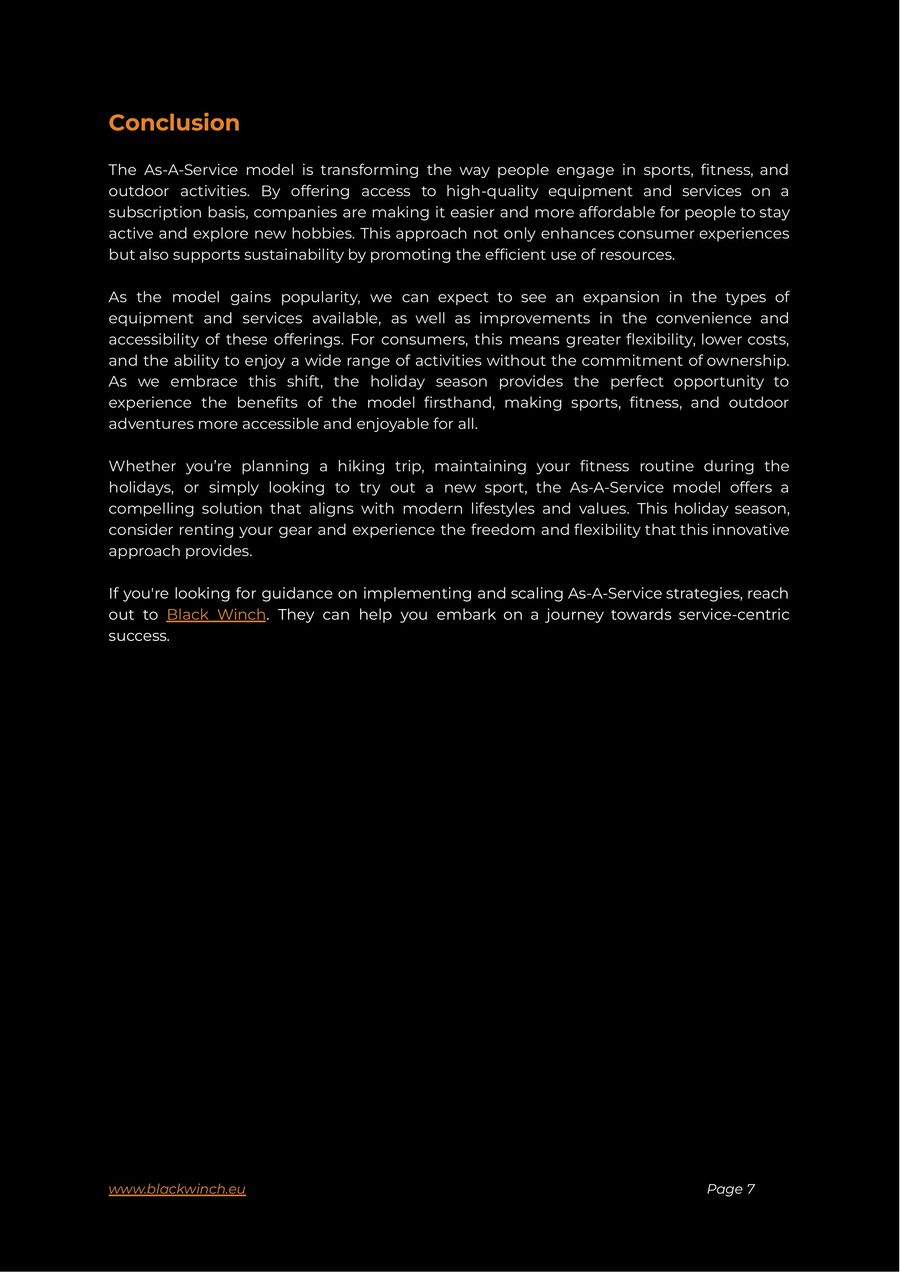 Conclusion
The As-A-Service model is transforming the way people engage in sports, fitness, and
outdoor activities. By offering access to high-quality equipment and services on a
subscription basis, companies are making it easier and more affordable for people to stay
active and explore new hobbies. This approach not only enhances consumer experiences
but also supports sustainability by promoting the efficient use of resources.
As the model gains popularity, we can expect to see an expansion in the types of
equipment and services available, as well as improvements in the convenience and
accessibility of these offerings. For consumers, this means greater flexibility, lower costs,
and the ability to enjoy a wide range of activities without the commitment of ownership.
As we embrace this shift, the holiday season provides the perfect opportunity to
experience the benefits of the model firsthand, making sports, fitness, and outdoor
adventures more accessible and enjoyable for all.
Whether you’re planning a hiking trip, maintaining your fitness routine during the
holidays, or simply looking to try out a new sport, the As-A-Service model offers a
compelling solution that aligns with modern lifestyles and values. This holiday season,
consider renting your gear and experience the freedom and flexibility that this innovative
approach provides.
If you're looking for guidance on implementing and scaling As-A-Service strategies, reach
out to Black Winch. They can help you embark on a journey towards service-centric
success.
www.blackwinch.eu
Page 7